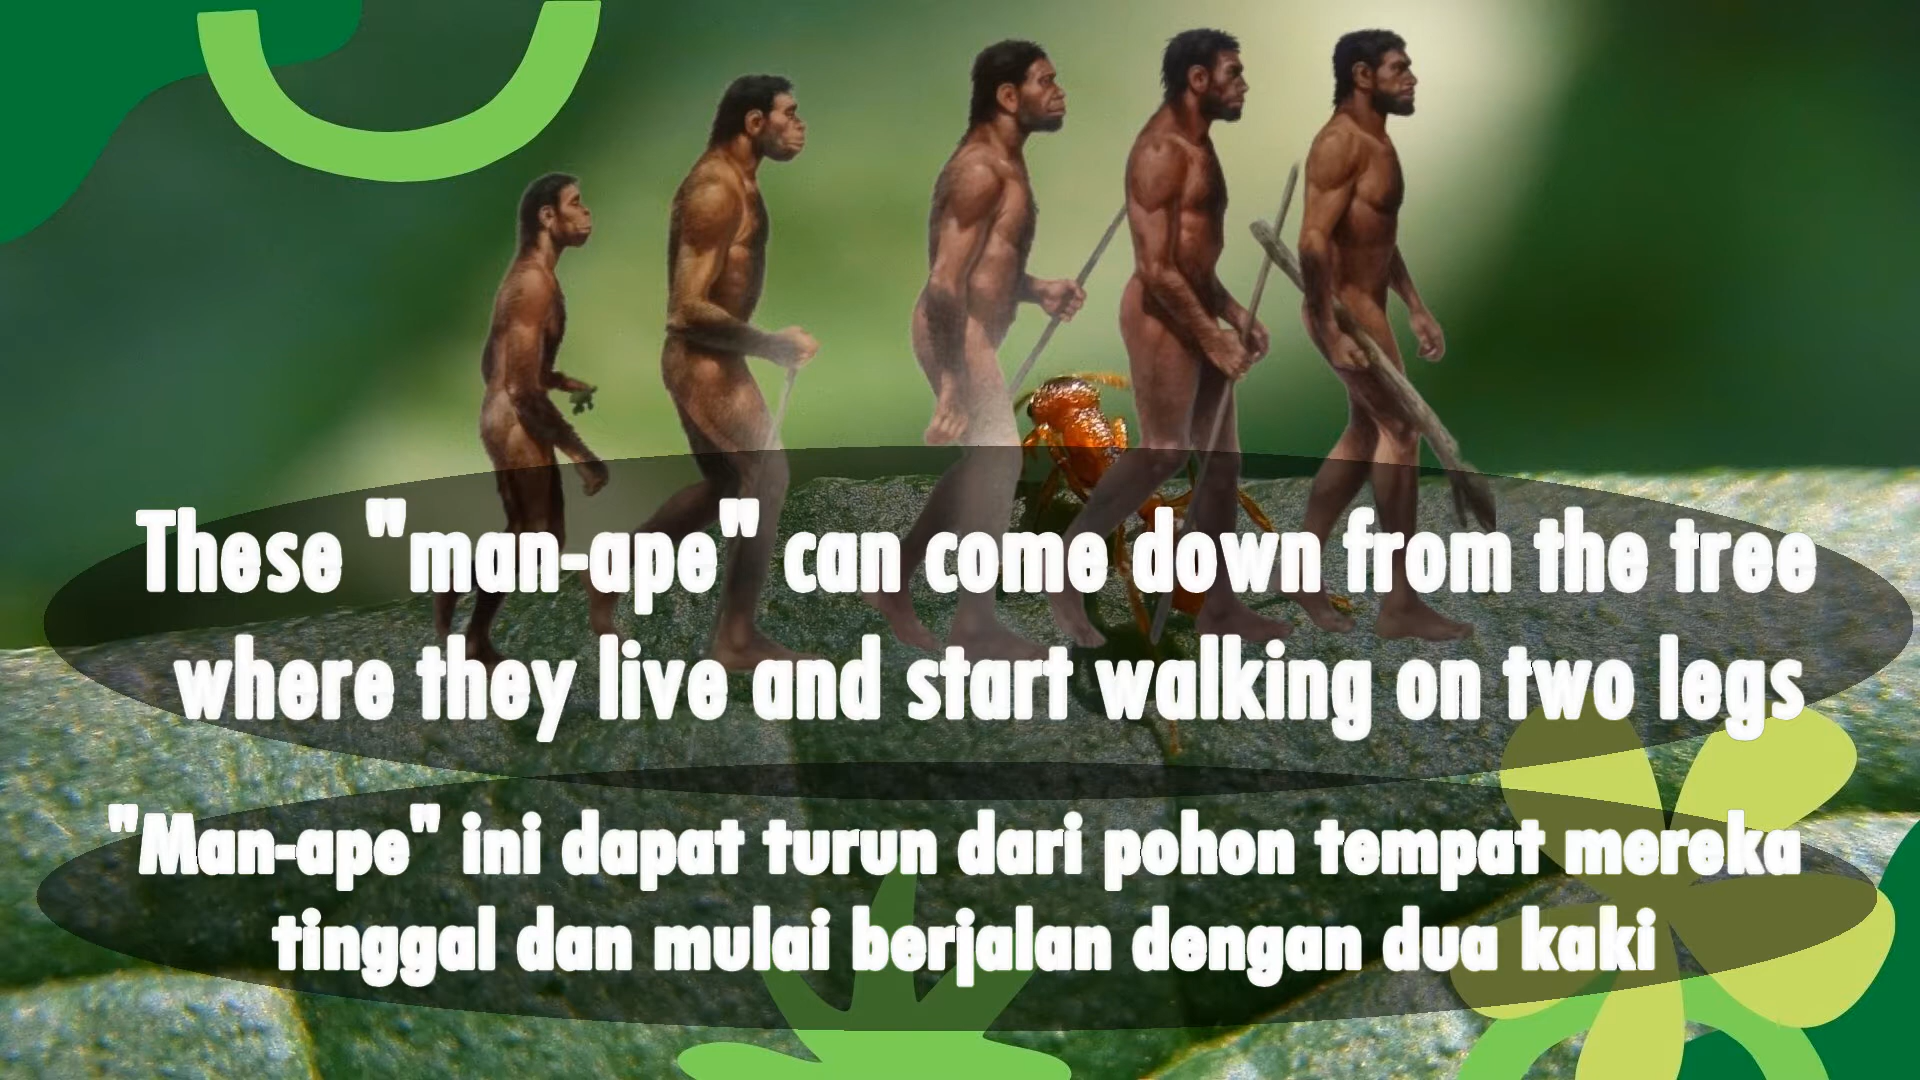 These "man-ape" can come down from the tree
where they live and start walking on two legs
"Man-ape" ini dapat turun dari pohon tempat mereka
tinggal dan mulai berjalan dengan dua kaki